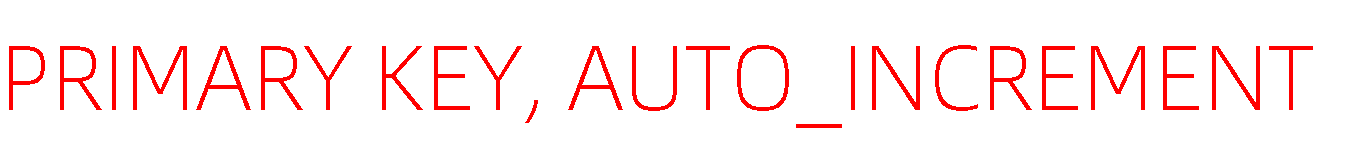 PRIMARY KEY, AUTO_INCREMENT